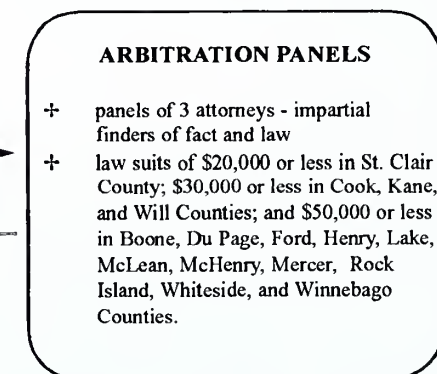 ARBITRATION PANELS
✢ panels of 3 attorneys - impartial
finders of fact and law
✢ law suits of $20,000 or less in St. Clair
County; $30,000 or less in Cook, Kane,
and Will Counties; and $50,000 or less
in Boone, Du Page, Ford, Henry, Lake,
McLean, McHenry, Mercer, Rock
Island, Whiteside, and Winnebago
Counties.